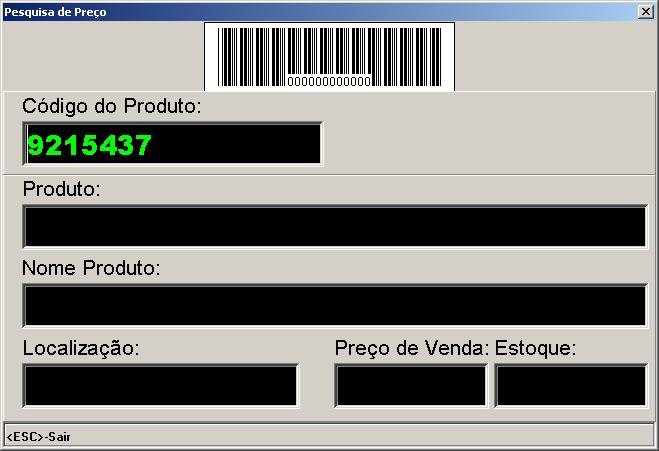 Pesquisa de Preço
000000000000
Código do Produto:
9215437
Produto:
Nome Produto:
Localização: Preço de Venda: Estoque:
<ESC>-Sair